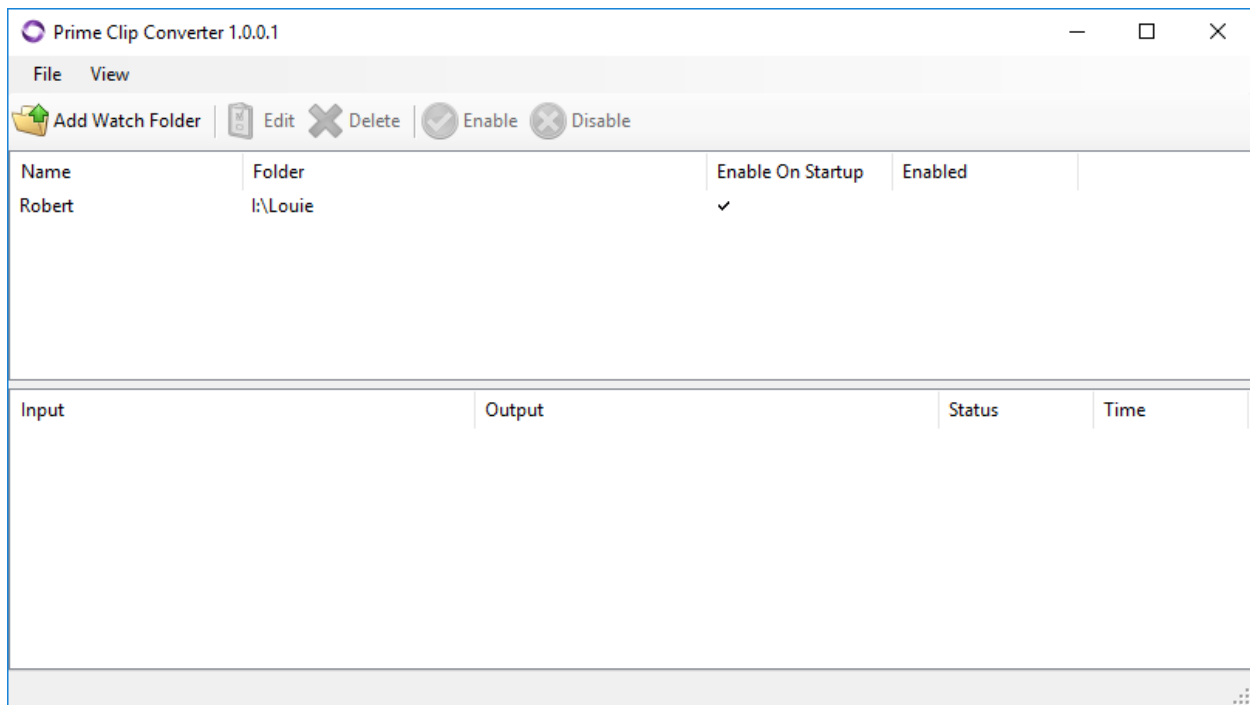 Prime Clip Converter 1.0.0.1
File View
Add Watch Folder Edit Delete Enable Disable
Name Folder Enable On Startup Enabled
Robert I:\Louie
Input Output Status Time